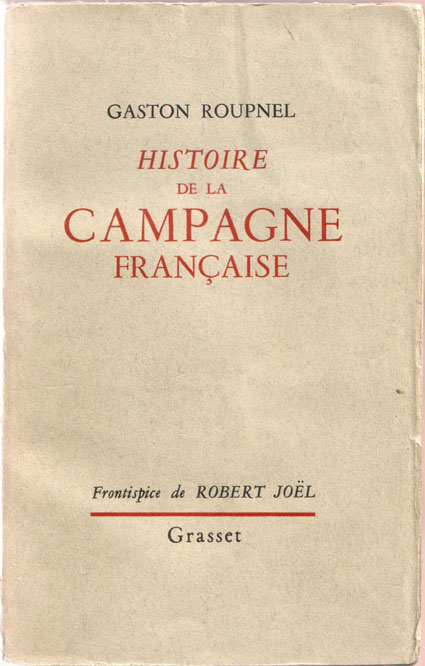 GASTON ROUPNEL
HISTOIRE
DE LA
CAMPAGNE
FRANÇAISE
Frontispice de ROBERT JOËL
Grasset